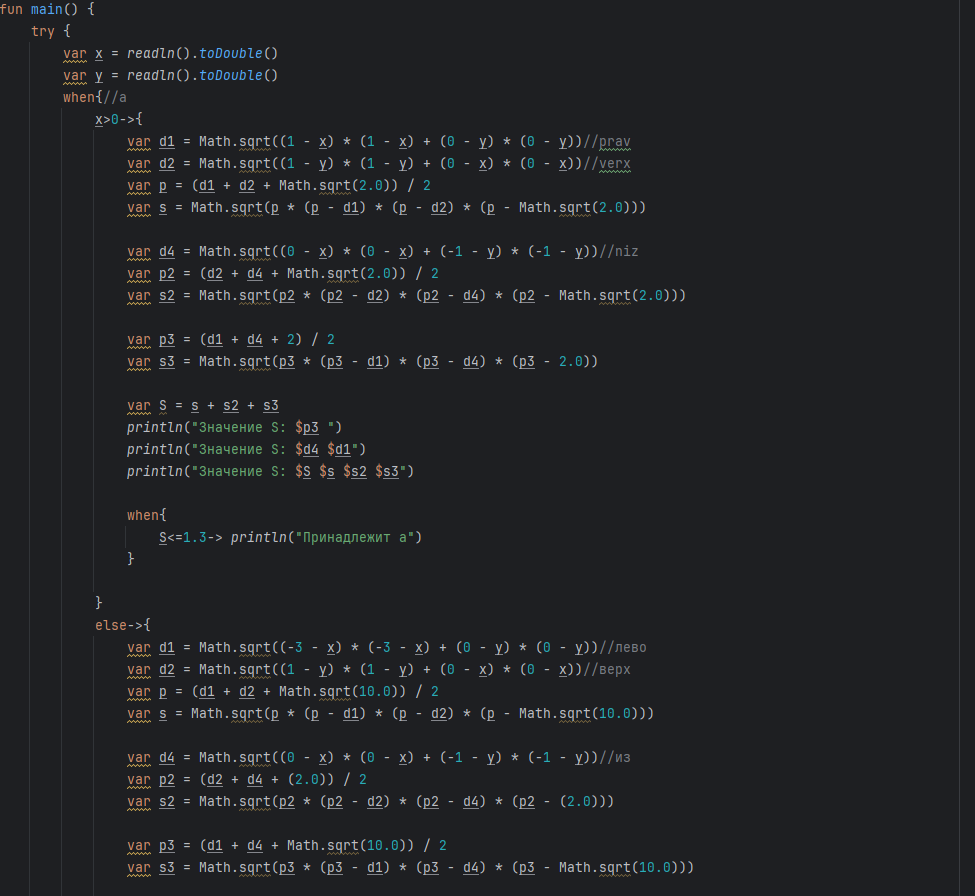 fun main() {
try {
var x = readln().toDouble()
var y = readln().toDouble()
when{//a
x>0->{
var d1 = Math.sqrt((1 - x) * (1 - x) + (0 - y) * (0 - y))//prav
var d2 = Math.sqrt((1 - y) * (1 - y) + (0 - x) * (0 - x))//verx
var p = (d1 + d2 + Math.sqrt(2.0)) / 2
var s = Math.sqrt(p * (p - d1) * (p - d2) * (p - Math.sqrt(2.0)))
var d4 = Math.sqrt((0 - x) * (0 - x) + (-1 - y) * (-1 - y))//niz
var p2 = (d2 + d4 + Math.sqrt(2.0)) / 2
var s2 = Math.sqrt(p2 * (p2 - d2) * (p2 - d4) * (p2 - Math.sqrt(2.0)))
var p3 = (d1 + d4 + 2) / 2
var s3 = Math.sqrt(p3 * (p3 - d1) * (p3 - d4) * (p3 - 2.0))
var S = s + s2 + s3
println("Значение S: $p3 ")
println("Значение S: $d4 $d1")
println("Значение S: $S $s $s2 $s3")
when{
S<=1.3-> println("Принадлежит а")
}
}
else->{
var d1 = Math.sqrt((-3 - x) * (-3 - x) + (0 - y) * (0 - y))//лево
var d2 = Math.sqrt((1 - y) * (1 - y) + (0 - x) * (0 - x))//верх
var p = (d1 + d2 + Math.sqrt(10.0)) / 2
var s = Math.sqrt(p * (p - d1) * (p - d2) * (p - Math.sqrt(10.0)))
var d4 = Math.sqrt((0 - x) * (0 - x) + (-1 - y) * (-1 - y))//из
var p2 = (d2 + d4 + (2.0)) / 2
var s2 = Math.sqrt(p2 * (p2 - d2) * (p2 - d4) * (p2 - (2.0)))
var p3 = (d1 + d4 + Math.sqrt(10.0)) / 2
var s3 = Math.sqrt(p3 * (p3 - d1) * (p3 - d4) * (p3 - Math.sqrt(10.0)))